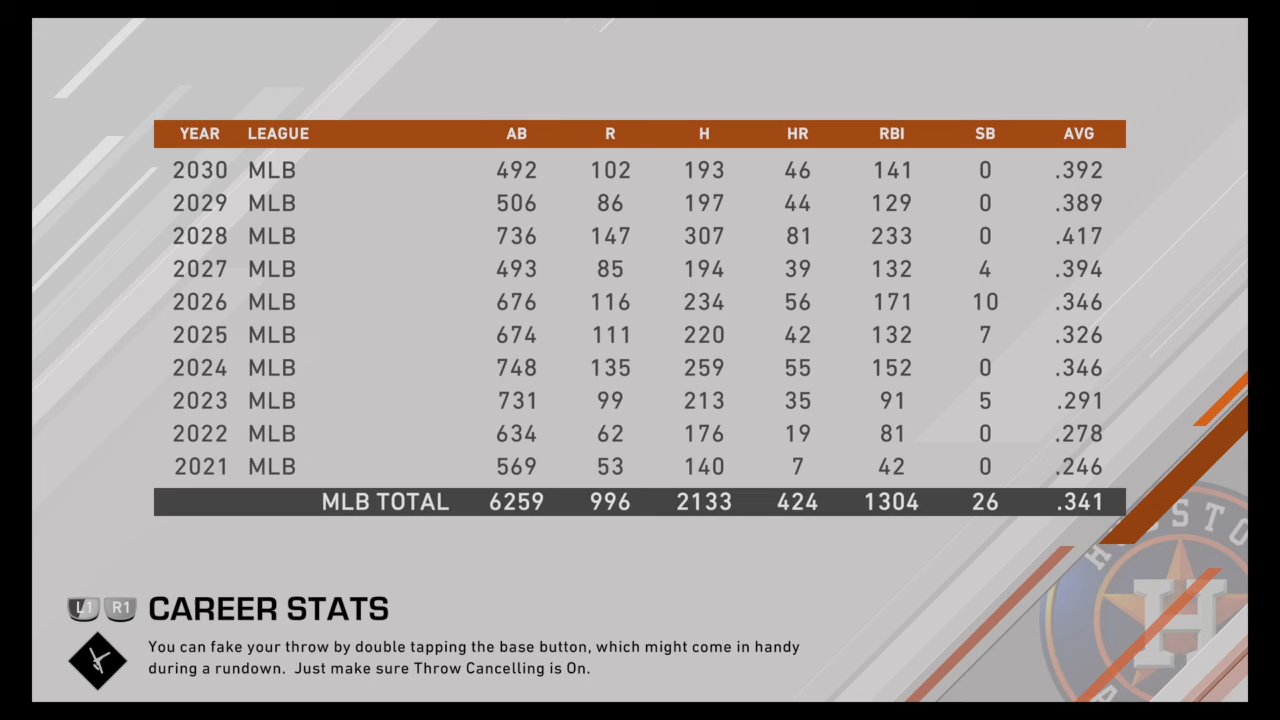 YEAR LEAGUE AB R H HR RBI SB AVG
2030 MLB 492 102 193 46 141 0 .392
2029 MLB 506 86 197 44 129 0 .389
2028 MLB 736 147 307 81 233 0 .417
2027 MLB 493 85 194 39 132 4 .394
2026 MLB 676 116 234 56 171 10 .346
2025 MLB 674 111 220 42 132 7 .326
2024 MLB 748 135 259 55 152 0 .346
2023 MLB 731 99 213 35 91 5 .291
2022 MLB 634 62 176 19 81 0 .278
2021 MLB 569 53 140 7 42 0 .246
MLB TOTAL 6259 996 2133 424 1304 26 .341
HOUSTO
H
L1 R1 CAREER STATS
You can fake your throw by double tapping the base button, which might come in handy
during a rundown. Just make sure Throw Cancelling is On.